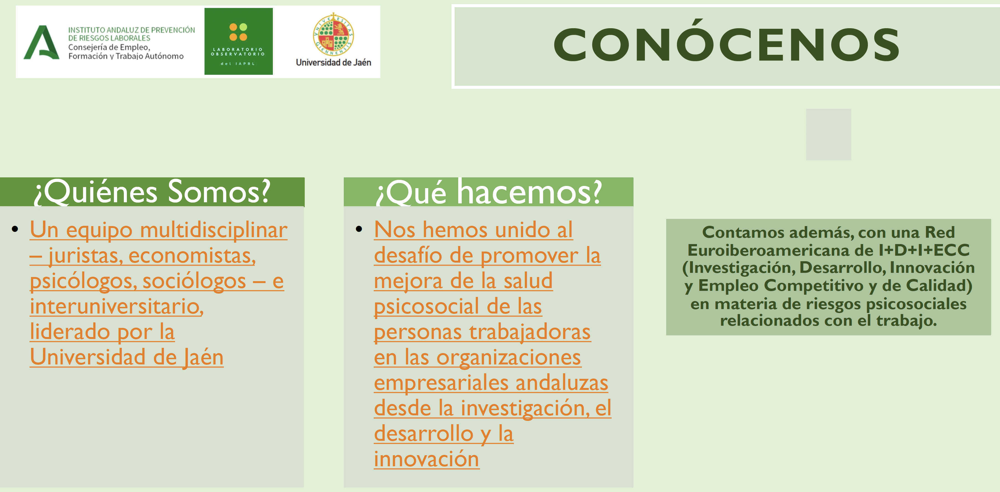 INSTITUTO ANDALUZ DE PREVENCIÓN
DE RIESGOS LABORALES
Consejería de Empleo,
Formación y Trabajo Autónomo
LABORATORIO
OBSERVATORIO
del IAPRL
UNIVERSITAS
GIENNENSIS
Universidad de Jaén
CONÓCENOS
¿Quiénes Somos?
• Un equipo multidisciplinar
– juristas, economistas,
psicólogos, sociólogos – e
interuniversitario,
liderado por la
Universidad de Jaén
¿Qué hacemos?
• Nos hemos unido al
desafío de promover la
mejora de la salud
psicosocial de las
personas trabajadoras
en las organizaciones
empresariales andaluzas
desde la investigación, el
desarrollo y la
innovación
Contamos además, con una Red
Euroiberoamericana de I+D+I+ECC
(Investigación, Desarrollo, Innovación
y Empleo Competitivo y de Calidad)
en materia de riesgos psicosociales
relacionados con el trabajo.